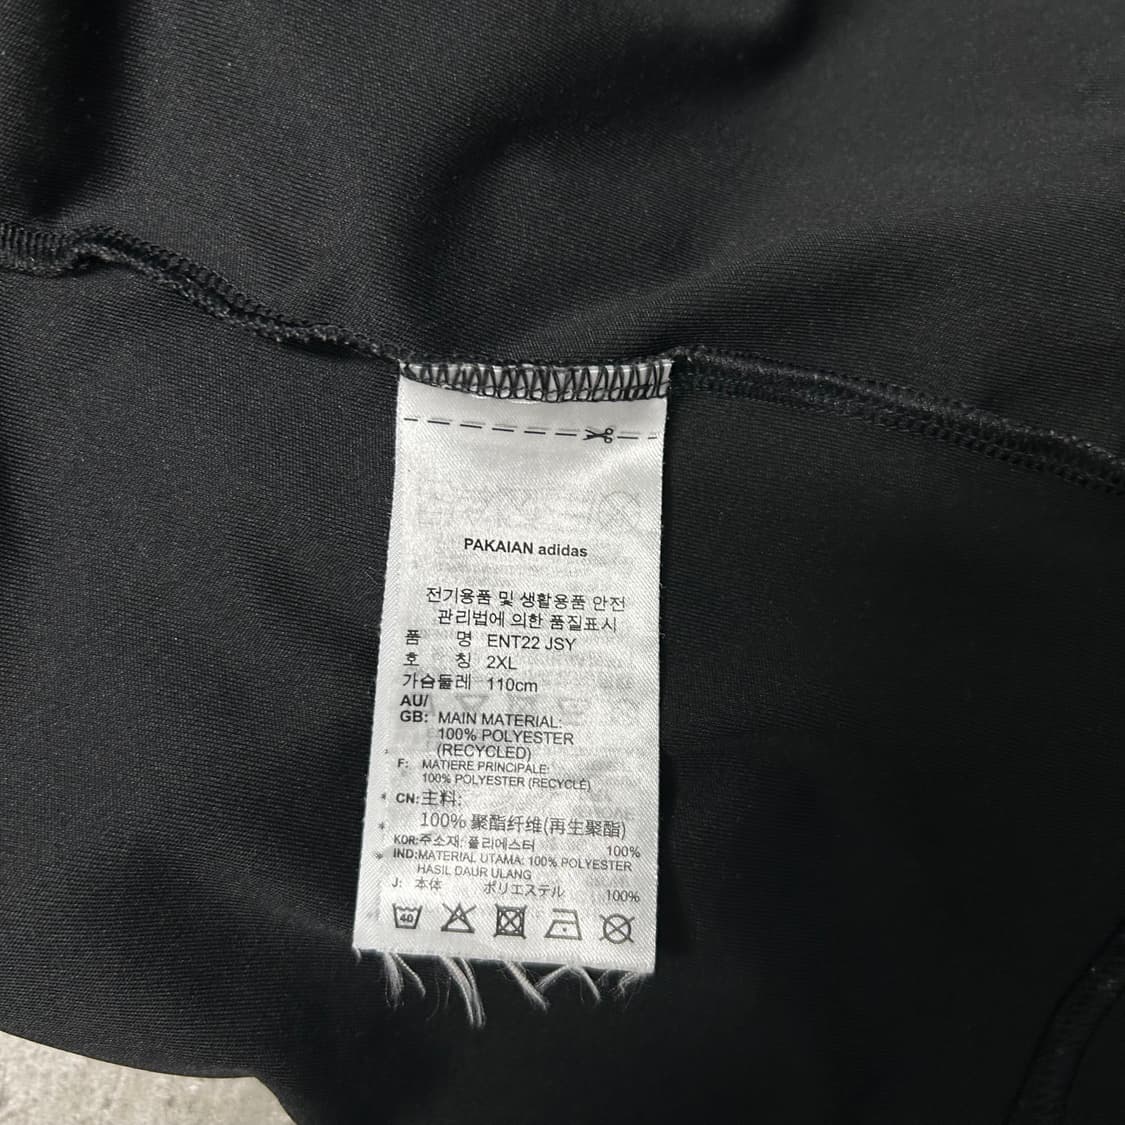 PAKAIAN adidas
전기용품 및 생활용품 안전
관리법에 의한 품질표시
품 명 ENT22 JSY
호 칭 2XL
가슴둘레 110cm
AU/
GB: MAIN MATERIAL:
100% POLYESTER
(RECYCLED)
F: MATIERE PRINCIPALE:
100% POLYESTER (RECYCLÉ)
* CN:主料:
* 100% 聚酯纤维(再生聚酯)
KOR:주소재: 폴리에스터 100%
* IND:MATERIAL UTAMA: 100% POLYESTER
HASIL DAUR ULANG
J: 本体 ポリエステル 100%
40